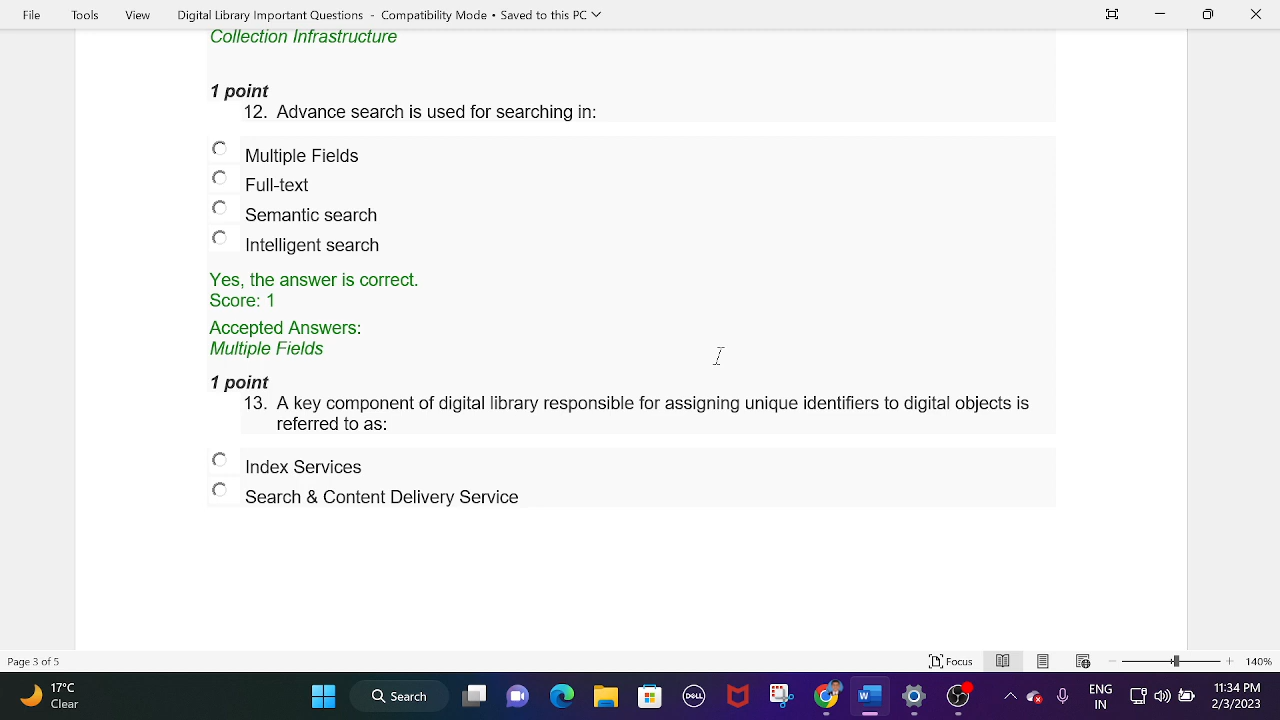 File Tools View Digital Library Important Questions - Compatibility Mode • Saved to this PC
Collection Infrastructure
1 point
12. Advance search is used for searching in:
Multiple Fields
Full-text
Semantic search
Intelligent search
Yes, the answer is correct.
Score: 1
Accepted Answers:
Multiple Fields
1 point
13. A key component of digital library responsible for assigning unique identifiers to digital objects is
referred to as:
Index Services
Search & Content Delivery Service
Page 3 of 5 Focus 140%
17°C
Clear
Search
DELL
W
ENG
IN
11:34 PM
2/3/2023